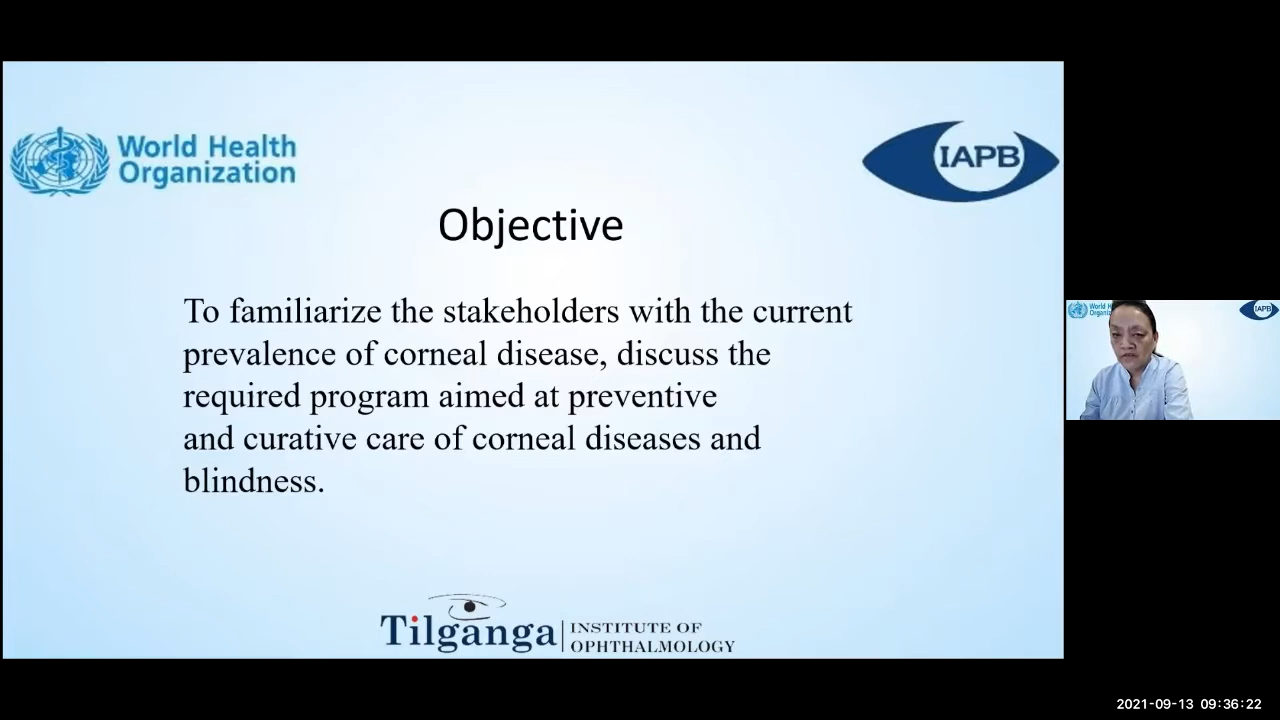 World Health
Organization
IAPB
Objective
To familiarize the stakeholders with the current
prevalence of corneal disease, discuss the
required program aimed at preventive
and curative care of corneal diseases and
blindness.
Tilganga
INSTITUTE OF
OPHTHALMOLOGY
IAPB
2021-09-13 09:36:22